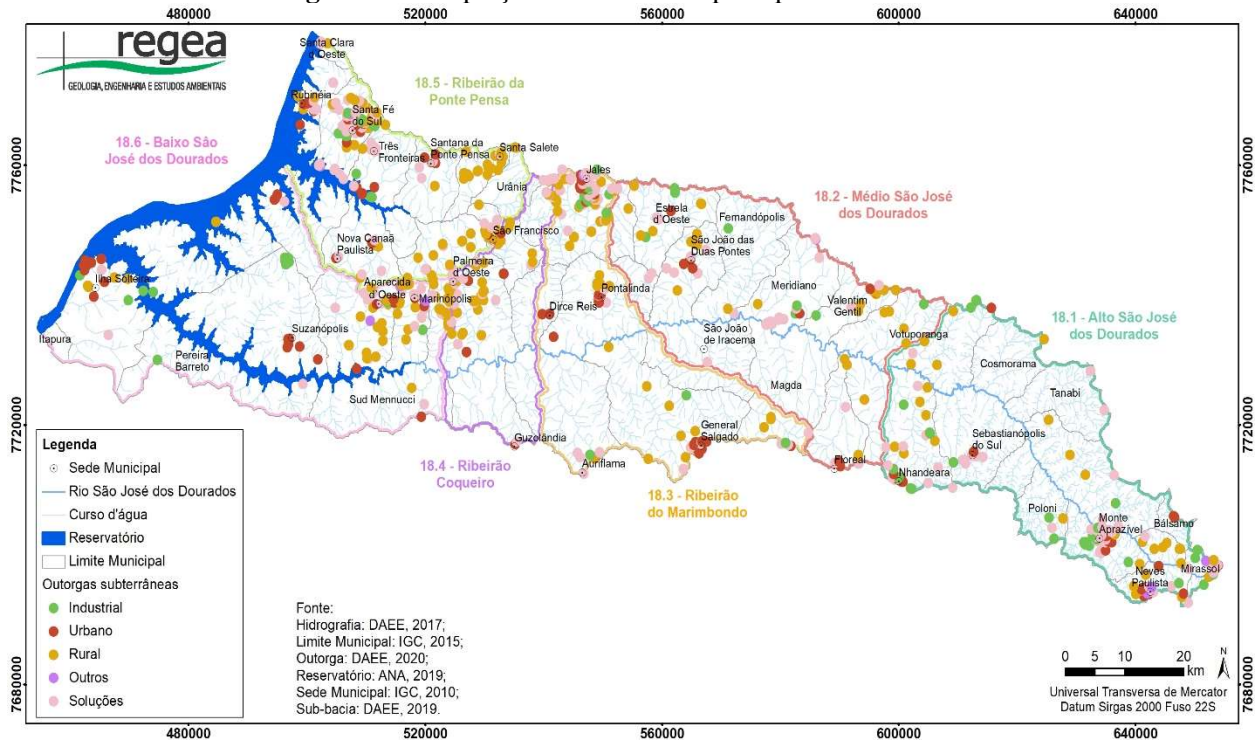 480000
520000
560000
600000
640000
regea
GEOLOGIA, ENGENHARIA E ESTUDOS AMBIENTAIS
Santa Clara
d'Oeste
18.5 - Ribeirão da
Ponte Pensa
Rubinéia
Santa Fé
do Sul
18.6 - Baixo São
José dos Dourados
Três
Fronteiras
Santana da
Ponte Pensa
Santa Salete
7760000
7760000
Urânia
Jales
18.2 - Médio São José
dos Dourados
Estrela
d'Oeste
Fernandópolis
São Francisco
São João das
Duas Pontes
Nova Canaã
Paulista
Palmeira
d'Oeste
Ilha Solteira
Aparecida
d'Oeste
Marinópolis
Pontalinda
Meridiano
Dirce Reis
Valentim
Gentil
18.1 - Alto São José
dos Dourados
Itapura
Suzanópolis
São João
de Iracema
Votuporanga
Cosmorama
Pereira
Barreto
Magda
Tanabi
Sud Mennucci
7720000
7720000
General
Salgado
Guzolândia
Sebastianópolis
do Sul
Auriflama
Floreal
Nhandeara
18.4 - Ribeirão
Coqueiro
18.3 - Ribeirão
do Marimbondo
Poloni
Monte
Aprazível
Bálsamo
Neves
Paulista
Mirassol
Legenda
Sede Municipal
Rio São José dos Dourados
Curso d'água
Reservatório
Limite Municipal
Outorgas subterrâneas
Industrial
Urbano
Rural
Outros
Soluções
Fonte:
Hidrografia: DAEE, 2017;
Limite Municipal: IGC, 2015;
Outorga: DAEE, 2020;
Reservatório: ANA, 2019;
Sede Municipal: IGC, 2010;
Sub-bacia: DAEE, 2019.
0 5 10 20
km
N
Universal Transversa de Mercator
Datum Sirgas 2000 Fuso 22S
7680000
7680000
480000
520000
560000
600000
640000